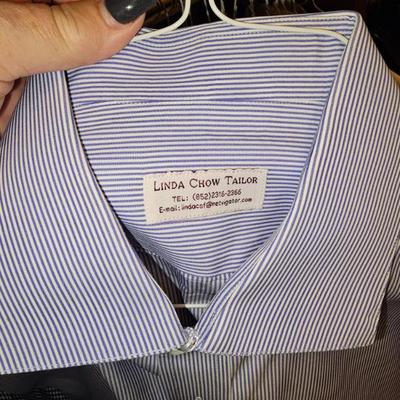 LINDA CHOW TAILOR
TEL: (852)2316-2366
E-mail: lindacsf@netvigator.com